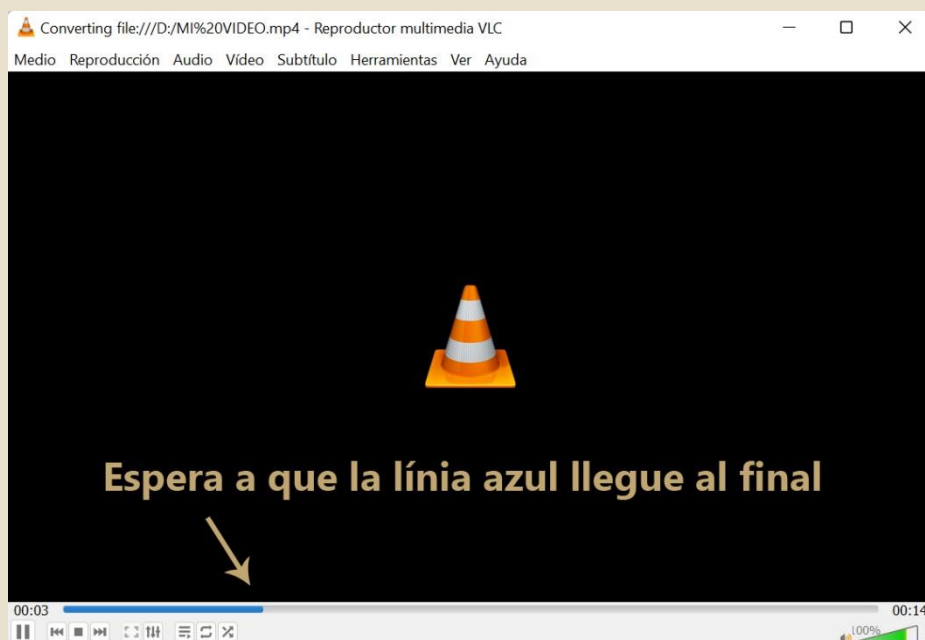 Converting file:///D:/MI%20VIDEO.mp4 - Reproductor multimedia VLC
Medio Reproducción Audio Vídeo Subtítulo Herramientas Ver Ayuda
Espera a que la línia azul llegue al final
00:03 00:14
100%